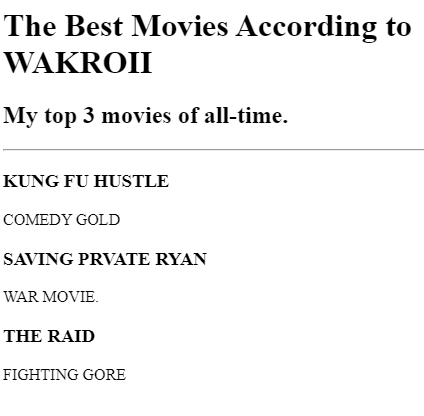 The Best Movies According to
WAKROII
My top 3 movies of all-time.
KUNG FU HUSTLE
COMEDY GOLD
SAVING PRVATE RYAN
WAR MOVIE.
THE RAID
FIGHTING GORE